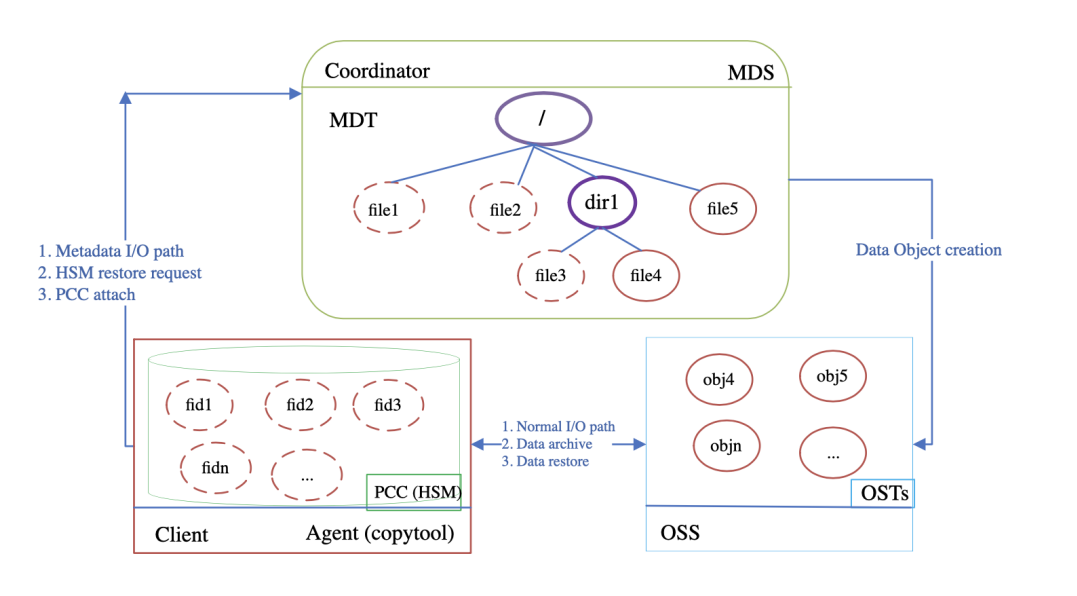 Coordinator
MDS
MDT
/
file1
file2
dir1
file5
file3
file4
1. Metadata I/O path
2. HSM restore request
3. PCC attach
Data Object creation
fid1
fid2
fid3
fidn
...
PCC (HSM)
Client
Agent (copytool)
1. Normal I/O path
2. Data archive
3. Data restore
obj4
obj5
objn
...
OSTs
OSS